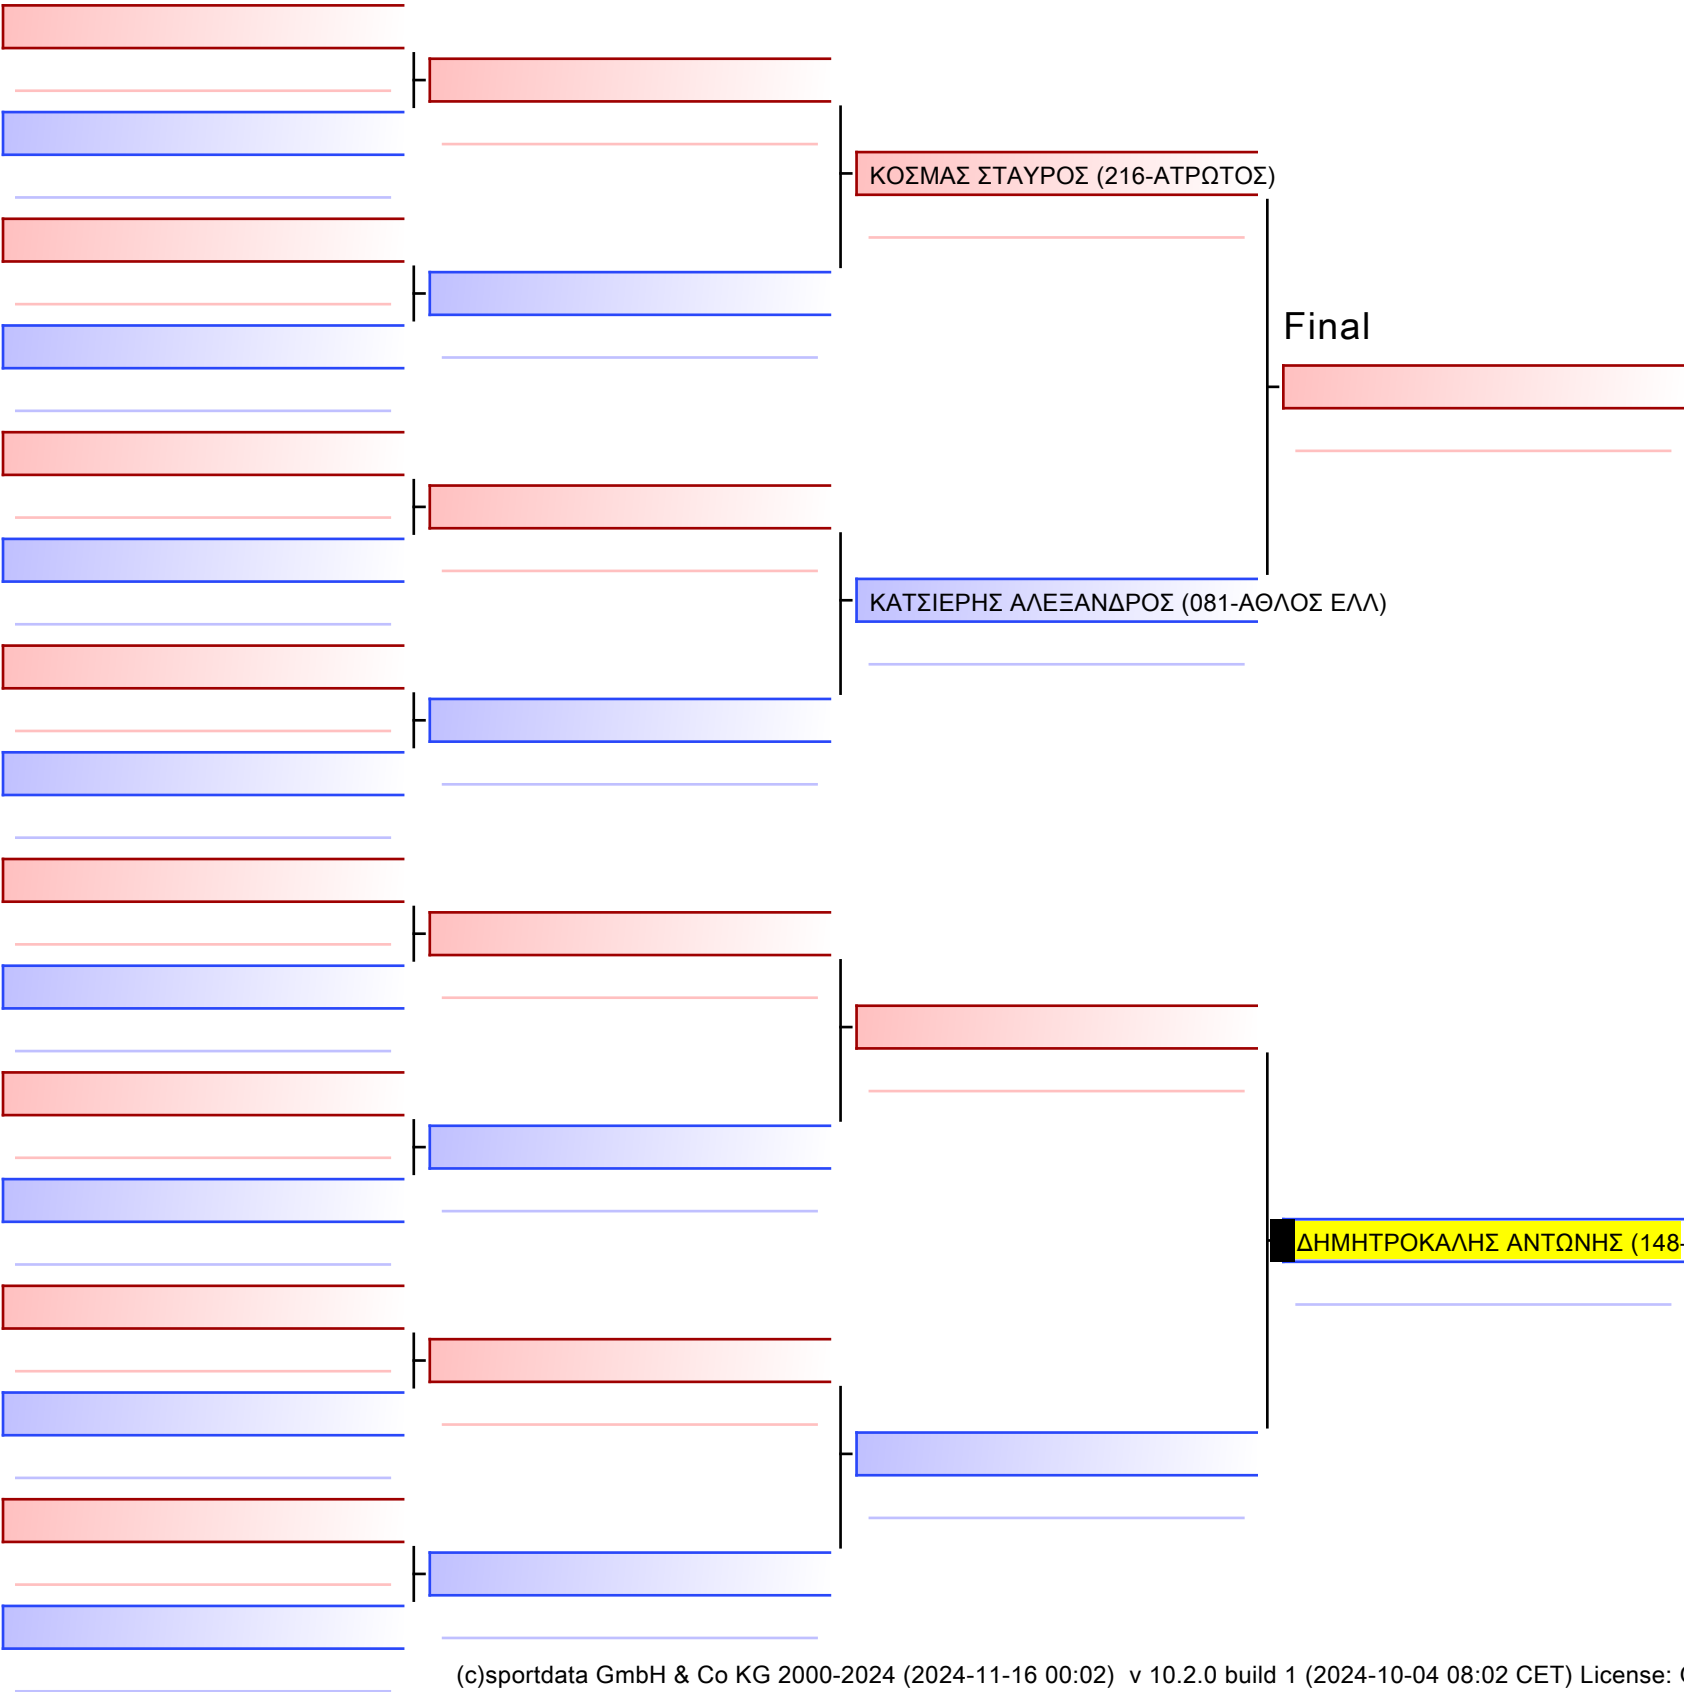 ΚΟΣΜΑΣ ΣΤΑΥΡΟΣ (216-ΑΤΡΩΤΟΣ)
Final
ΚΑΤΣΙΕΡΗΣ ΑΛΕΞΑΝΔΡΟΣ (081-ΑΘΛΟΣ ΕΛΛ)
ΔΗΜΗΤΡΟΚΑΛΗΣ ΑΝΤΩΝΗΣ (148-
(c)sportdata GmbH & Co KG 2000-2024 (2024-11-16 00:02) v 10.2.0 build 1 (2024-10-04 08:02 CET) License: